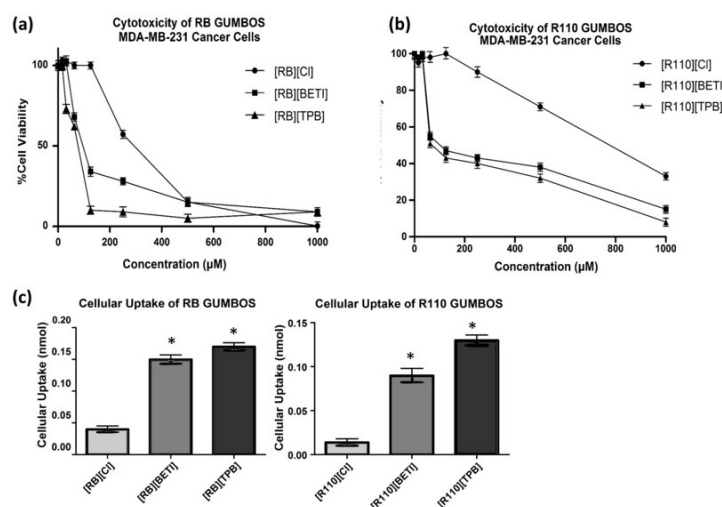 (a)
Cytotoxicity of RB GUMBOS
MDA-MB-231 Cancer Cells
[RB][Cl]
[RB][BETI]
[RB][TPB]
%Cell Viability
100
50
0
0
200
400
600
800
1000
Concentration (µM)
(b)
Cytotoxicity of R110 GUMBOS
MDA-MB-231 Cancer Cells
[R110][Cl]
[R110][BETI]
[R110][TPB]
100
80
60
40
20
0
0
200
400
600
800
1000
Concentration (µM)
(c)
Cellular Uptake of RB GUMBOS
Cellular Uptake (nmol)
0.20
0.15
0.10
0.05
0.00
*
*
[RB][Cl]
[RB][BETI]
[RB][TPB]
Cellular Uptake of R110 GUMBOS
Cellular Uptake (nmol)
0.15
0.10
0.05
0.00
*
*
[R110][Cl]
[R110][BETI]
[R110][TPB]